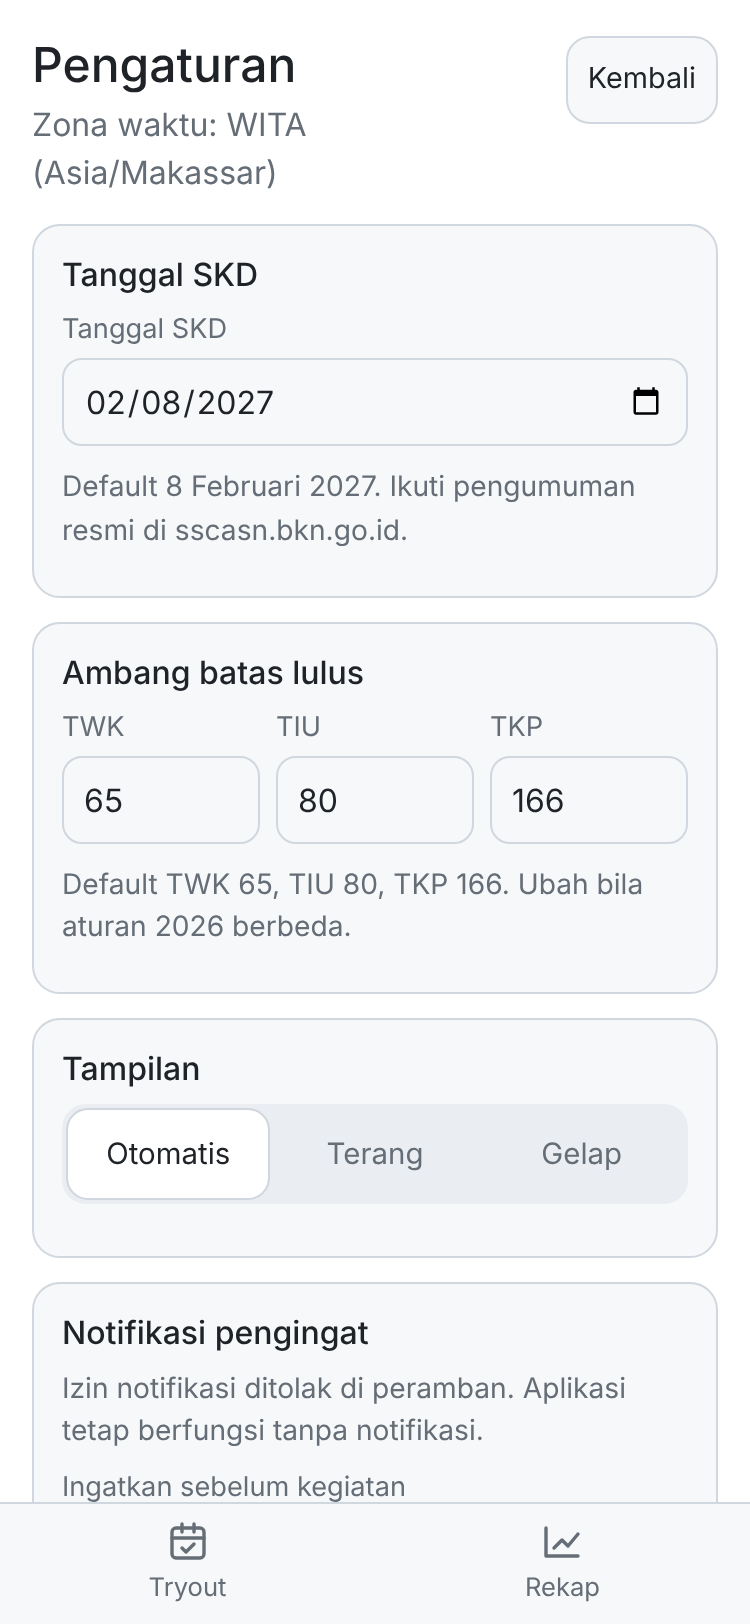 Pengaturan
Kembali
Zona waktu: WITA
(Asia/Makassar)
Tanggal SKD
Tanggal SKD
02/08/2027
Default 8 Februari 2027. Ikuti pengumuman
resmi di sscasn.bkn.go.id.
Ambang batas lulus
TWK TIU TKP
65 80 166
Default TWK 65, TIU 80, TKP 166. Ubah bila
aturan 2026 berbeda.
Tampilan
Otomatis Terang Gelap
Notifikasi pengingat
Izin notifikasi ditolak di peramban. Aplikasi
tetap berfungsi tanpa notifikasi.
Ingatkan sebelum kegiatan
Tryout Rekap